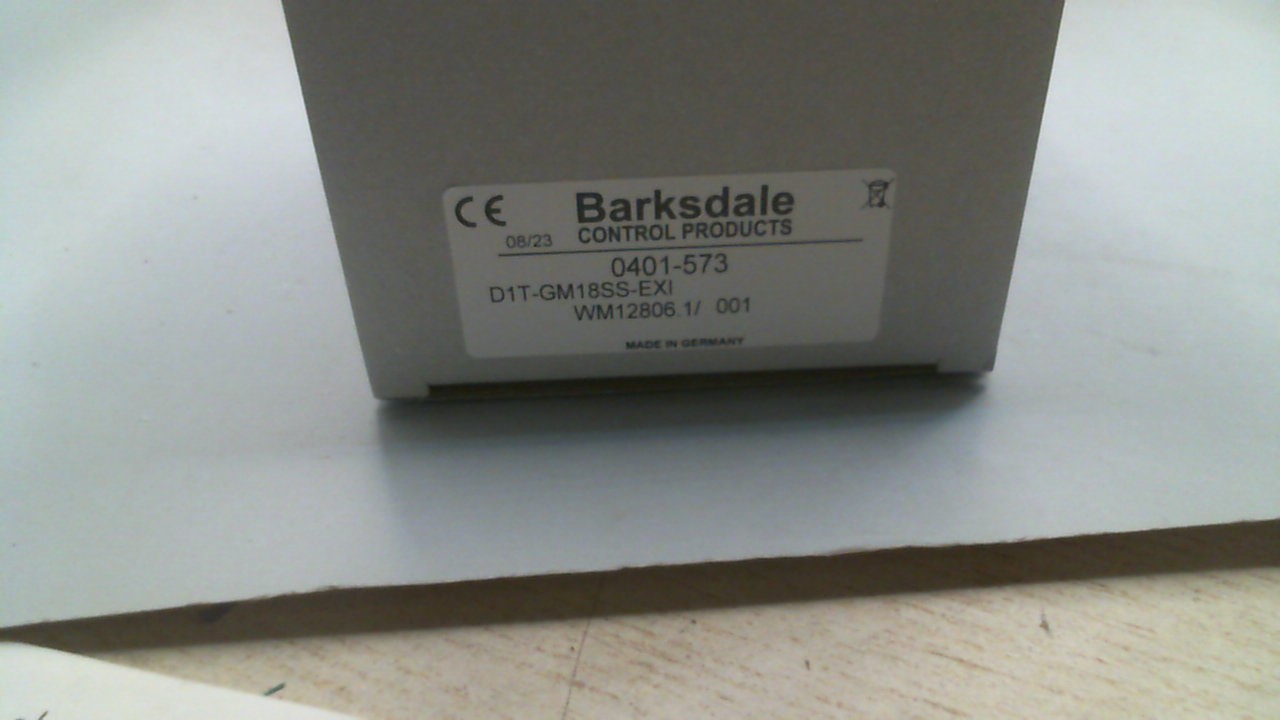 CE
Barksdale
08/23 CONTROL PRODUCTS
0401-573
D1T-GM18SS-EXI
WM12806.1/ 001
MADE IN GERMANY